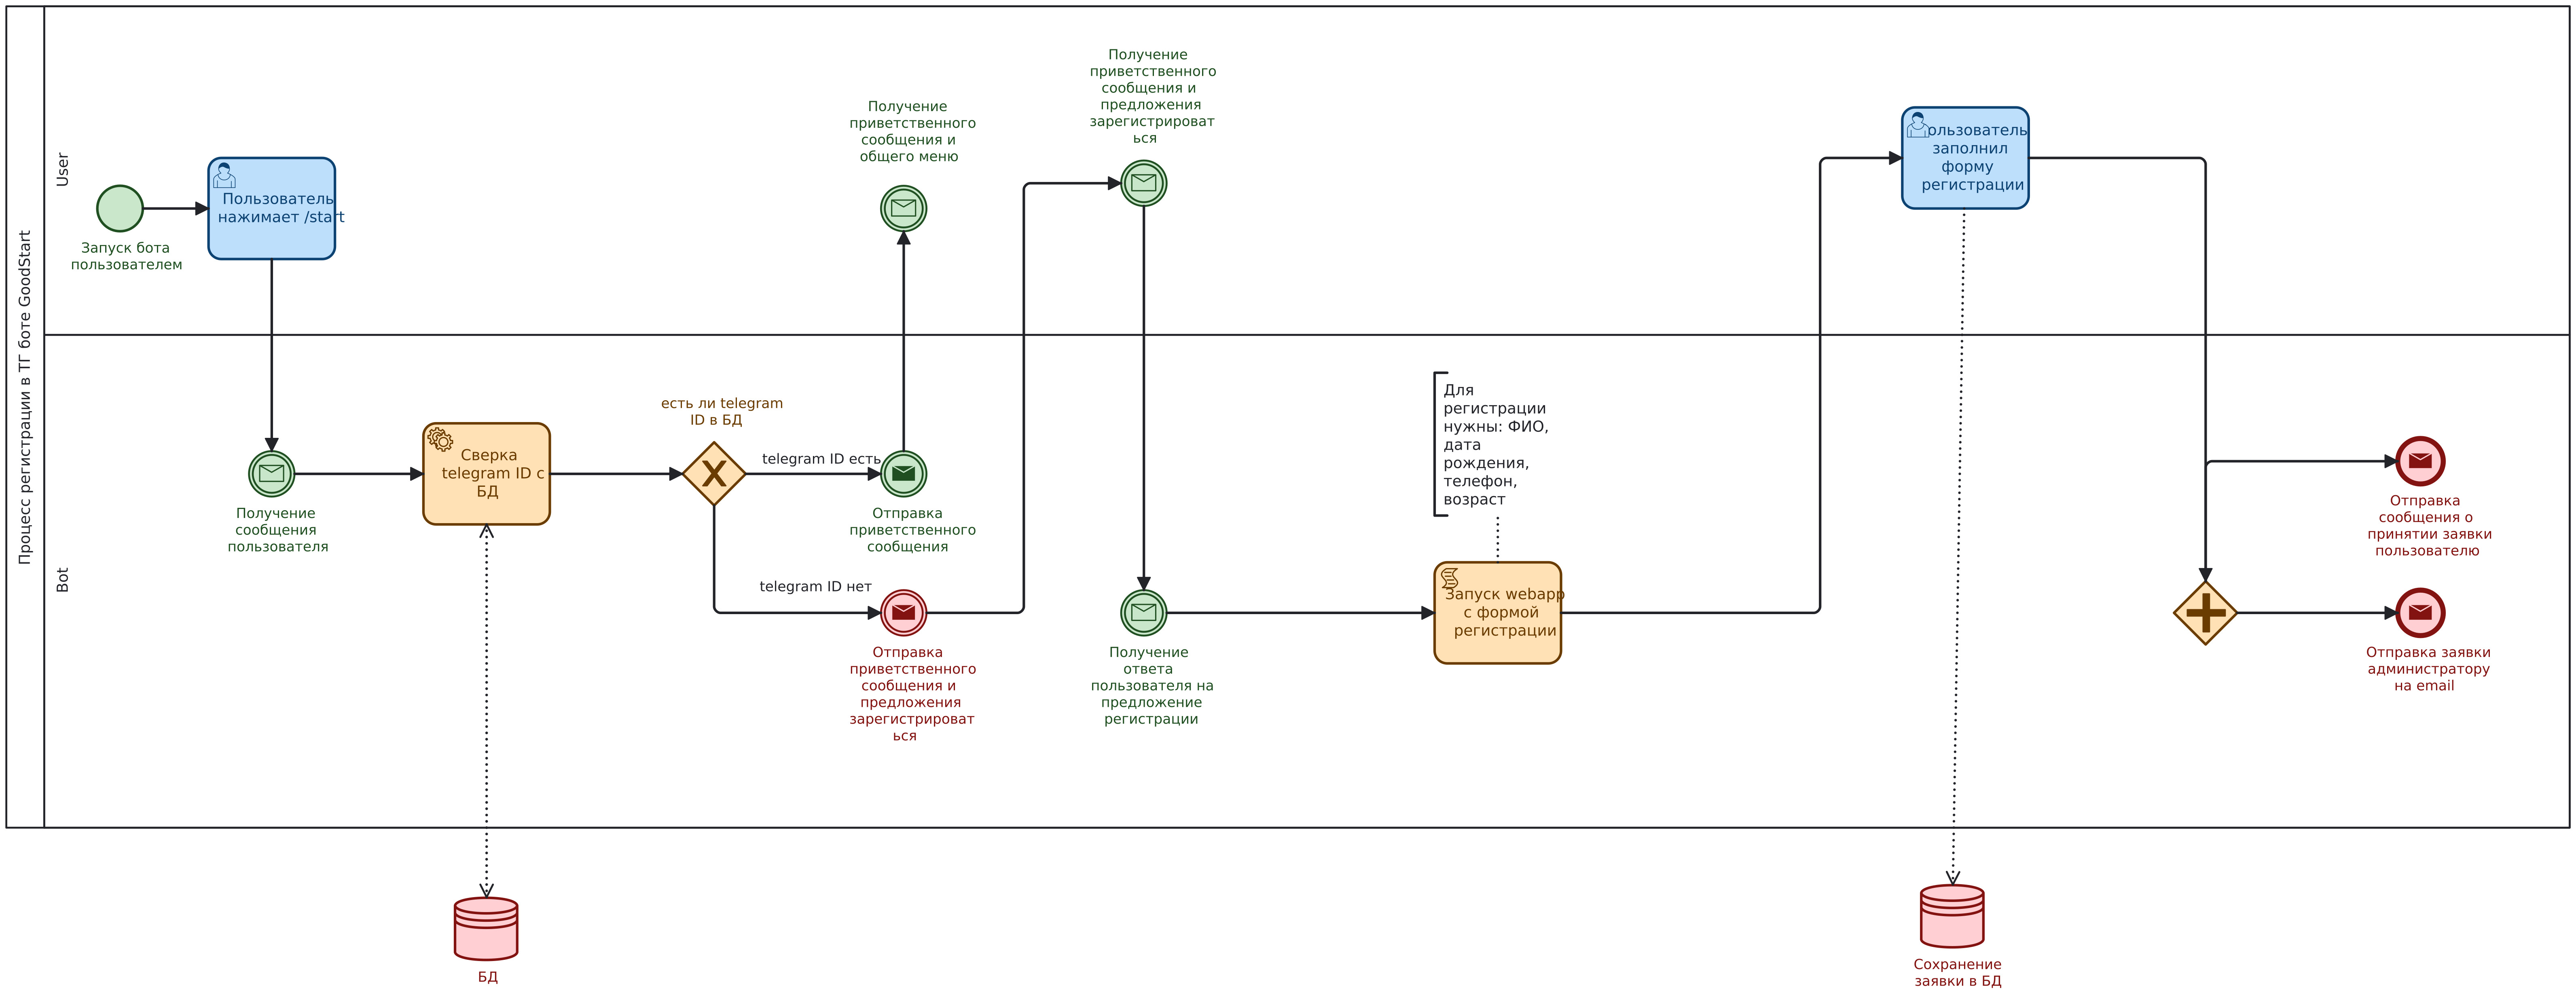 Процесс регистрации в ТГ боте GoodStart
User
Запуск бота
пользователем
Пользователь
нажимает /start
Получение
приветственного
сообщения и
общего меню
Получение
приветственного
сообщения и
предложения
зарегистрироват
ься
ользователь
заполнил
форму
регистрации
Bot
Получение
сообщения
пользователя
Сверка
telegram ID с
БД
есть ли telegram
ID в БД
telegram ID есть
Отправка
приветственного
сообщения
telegram ID нет
Отправка
приветственного
сообщения и
предложения
зарегистрироват
ься
Получение
ответа
пользователя на
предложение
регистрации
Для
регистрации
нужны: ФИО,
дата
рождения,
телефон,
возраст
Запуск webapp
с формой
регистрации
Отправка
сообщения о
принятии заявки
пользователю
Отправка заявки
администратору
на email
БД
Сохранение
заявки в БД